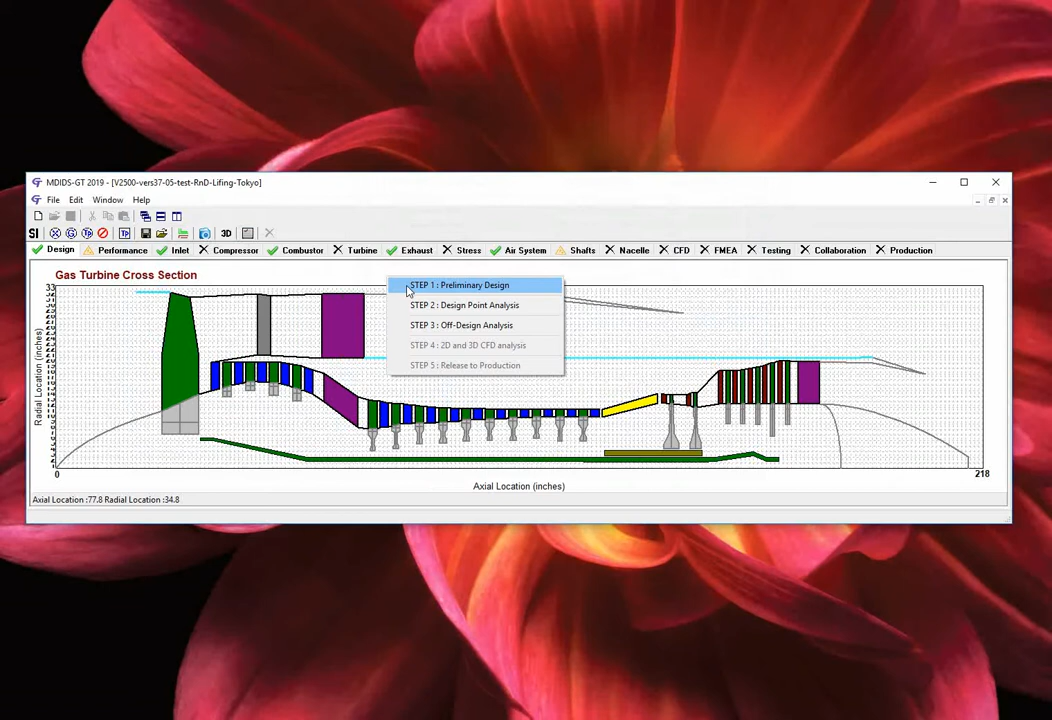 MDIDS-GT 2019 - [V2500-vers37-05-test-RnD-Lifing-Tokyo]
File Edit Window Help
SI TP 3D
Design Performance Inlet Compressor Combustor Turbine Exhaust Stress Air System Shafts Nacelle CFD FMEA Testing Collaboration Production
Gas Turbine Cross Section
33
STEP 1 : Preliminary Design
STEP 2 : Design Point Analysis
STEP 3 : Off-Design Analysis
STEP 4 : 2D and 3D CFD analysis
STEP 5 : Release to Production
Radial Location (inches)
0
218
Axial Location (inches)
Axial Location :77.8 Radial Location :34.8